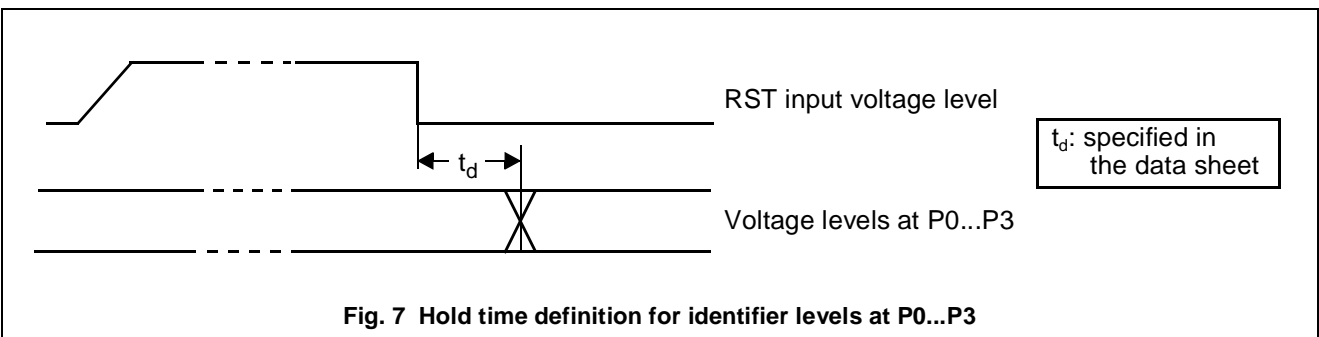 RST input voltage level
t_d: specified in
the data sheet
t_d
Voltage levels at P0...P3
Fig. 7 Hold time definition for identifier levels at P0...P3